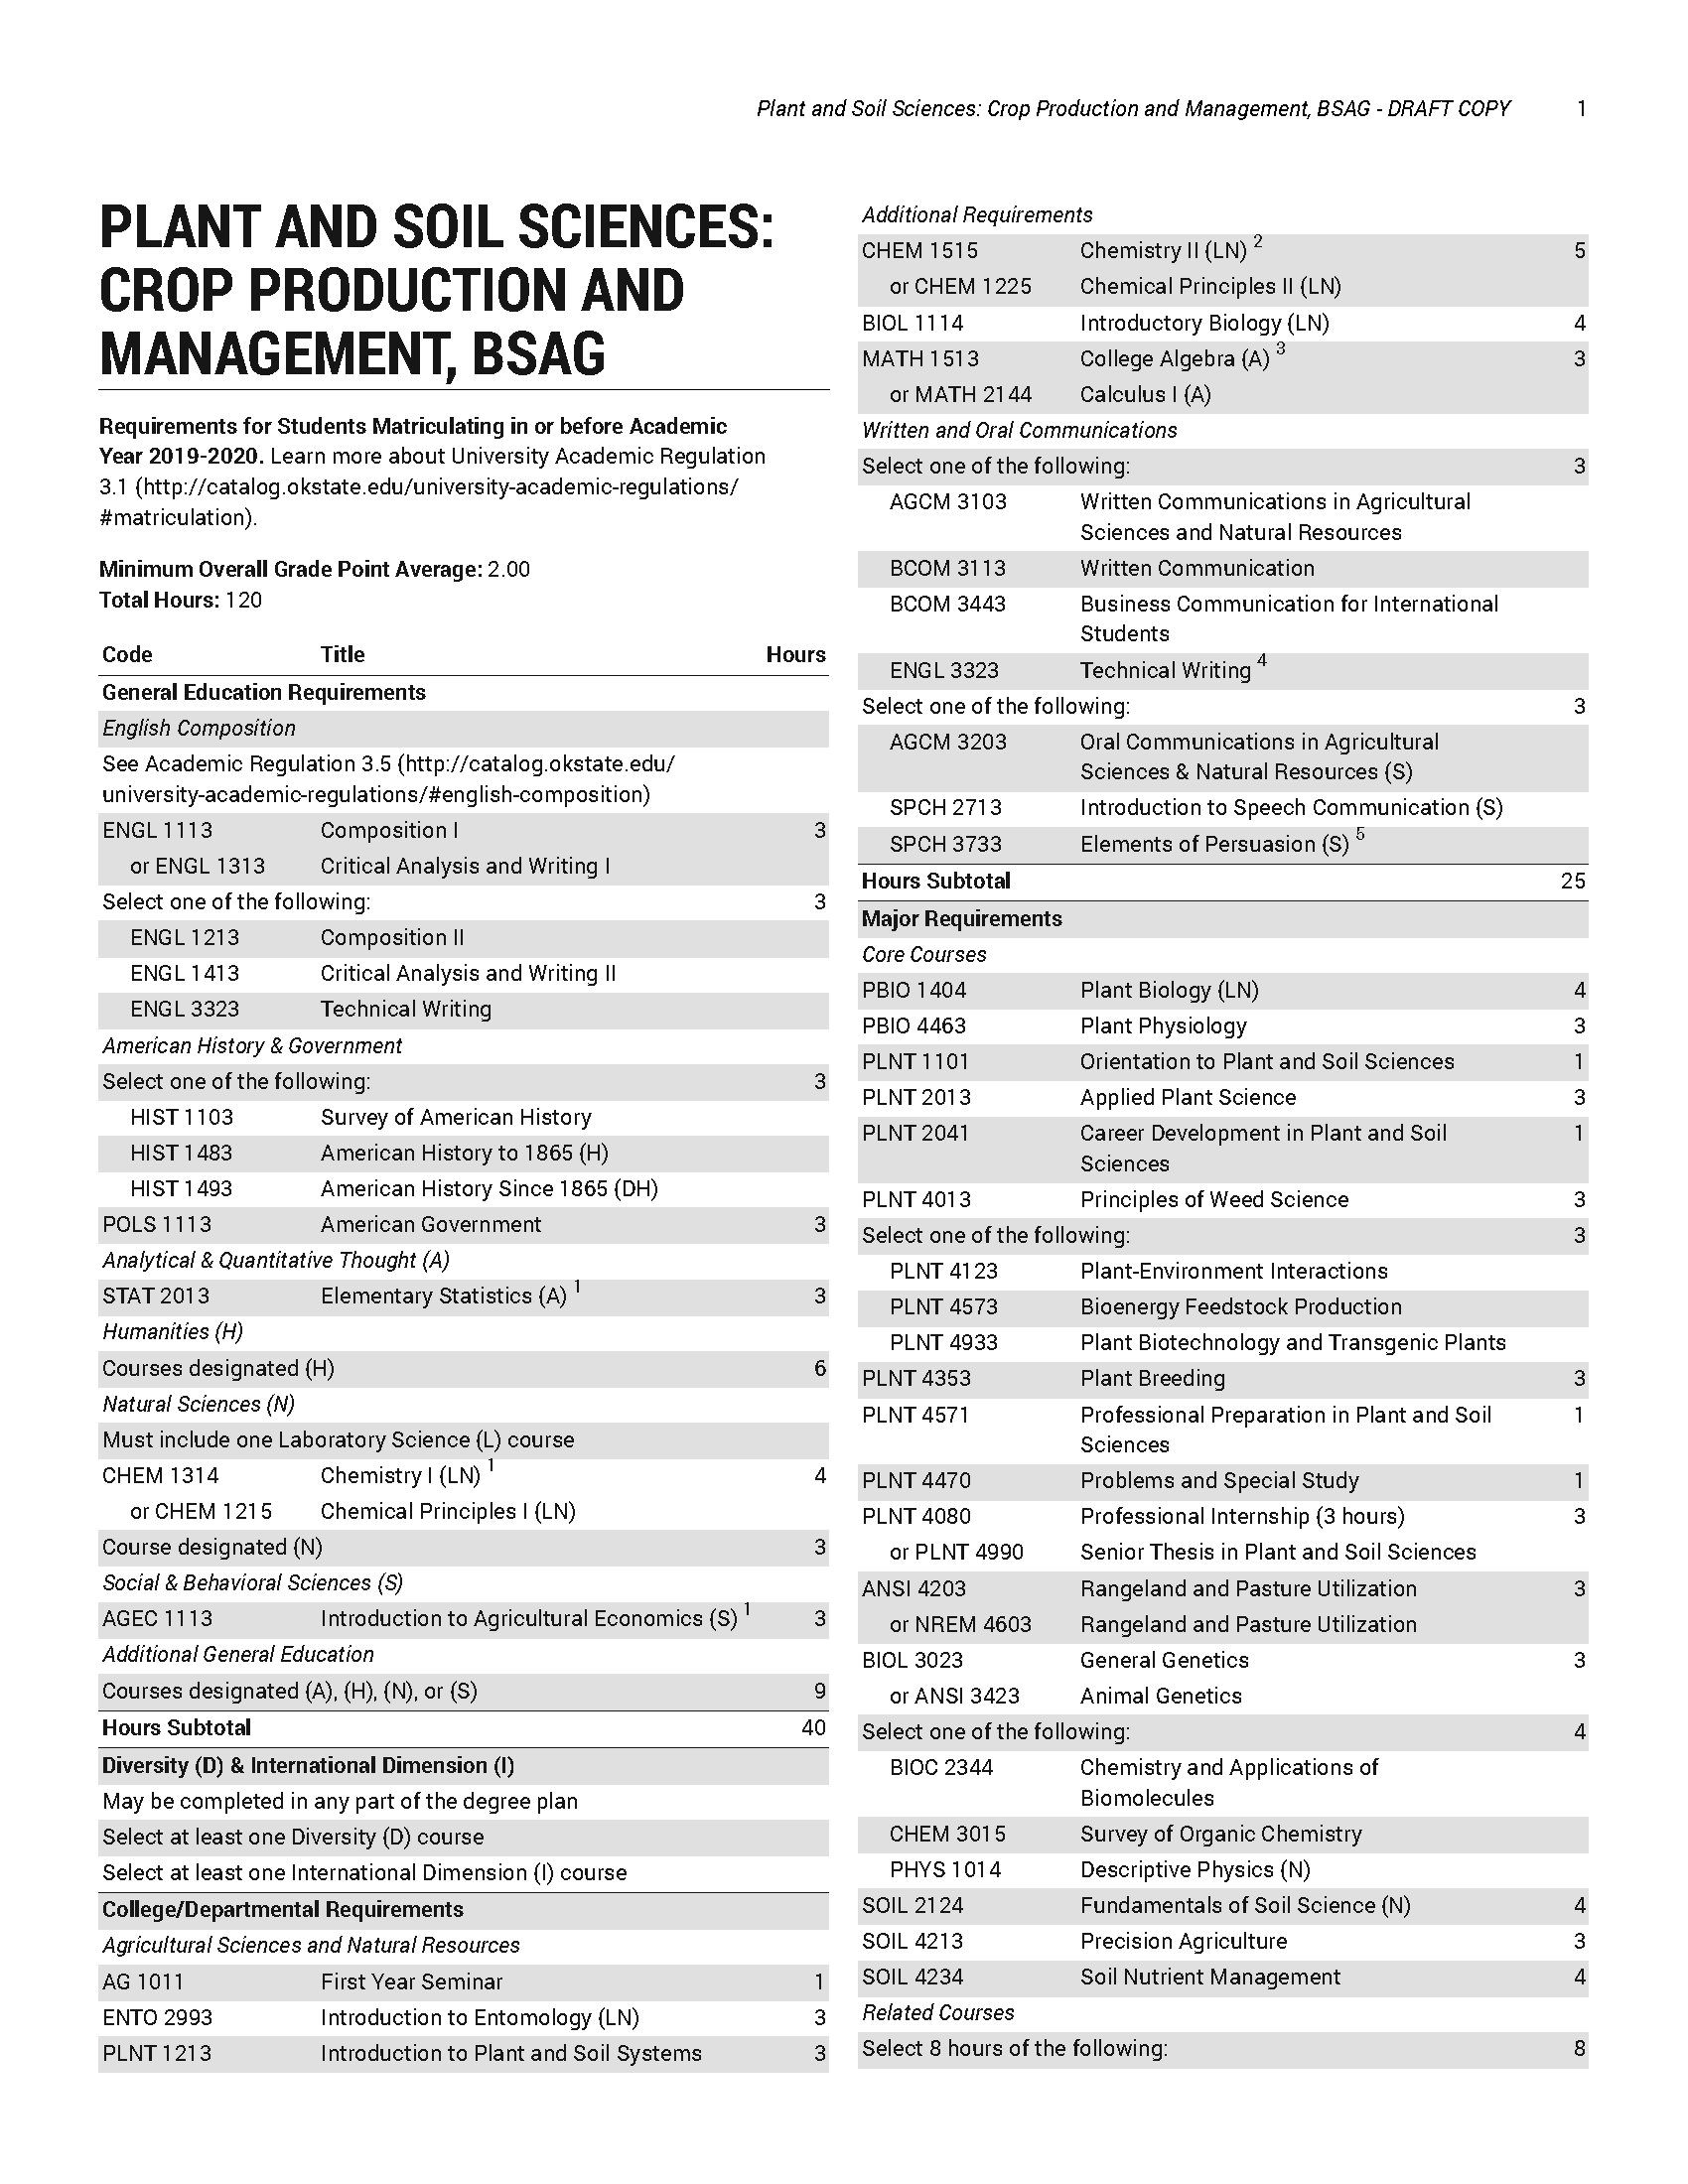 Plant and Soil Sciences: Crop Production and Management, BSAG - DRAFT COPY 1
PLANT AND SOIL SCIENCES:
CROP PRODUCTION AND
MANAGEMENT, BSAG
Requirements for Students Matriculating in or before Academic
Year 2019-2020. Learn more about University Academic Regulation
3.1 (http://catalog.okstate.edu/university-academic-regulations/
#matriculation).
Minimum Overall Grade Point Average: 2.00
Total Hours: 120
Code Title Hours
General Education Requirements
English Composition
See Academic Regulation 3.5 (http://catalog.okstate.edu/
university-academic-regulations/#english-composition)
ENGL 1113 Composition I 3
or ENGL 1313 Critical Analysis and Writing I
Select one of the following: 3
ENGL 1213 Composition II
ENGL 1413 Critical Analysis and Writing II
ENGL 3323 Technical Writing
American History & Government
Select one of the following: 3
HIST 1103 Survey of American History
HIST 1483 American History to 1865 (H)
HIST 1493 American History Since 1865 (DH)
POLS 1113 American Government 3
Analytical & Quantitative Thought (A)
STAT 2013 Elementary Statistics (A) 1 3
Humanities (H)
Courses designated (H) 6
Natural Sciences (N)
Must include one Laboratory Science (L) course
CHEM 1314 Chemistry I (LN) 1 4
or CHEM 1215 Chemical Principles I (LN)
Course designated (N) 3
Social & Behavioral Sciences (S)
AGEC 1113 Introduction to Agricultural Economics (S) 1 3
Additional General Education
Courses designated (A), (H), (N), or (S) 9
Hours Subtotal 40
Diversity (D) & International Dimension (I)
May be completed in any part of the degree plan
Select at least one Diversity (D) course
Select at least one International Dimension (I) course
College/Departmental Requirements
Agricultural Sciences and Natural Resources
AG 1011 First Year Seminar 1
ENTO 2993 Introduction to Entomology (LN) 3
PLNT 1213 Introduction to Plant and Soil Systems 3
Additional Requirements
CHEM 1515 Chemistry II (LN) 2 5
or CHEM 1225 Chemical Principles II (LN)
BIOL 1114 Introductory Biology (LN) 4
MATH 1513 College Algebra (A) 3 3
or MATH 2144 Calculus I (A)
Written and Oral Communications
Select one of the following: 3
AGCM 3103 Written Communications in Agricultural
Sciences and Natural Resources
BCOM 3113 Written Communication
BCOM 3443 Business Communication for International
Students
ENGL 3323 Technical Writing 4
Select one of the following: 3
AGCM 3203 Oral Communications in Agricultural
Sciences & Natural Resources (S)
SPCH 2713 Introduction to Speech Communication (S)
SPCH 3733 Elements of Persuasion (S) 5
Hours Subtotal 25
Major Requirements
Core Courses
PBIO 1404 Plant Biology (LN) 4
PBIO 4463 Plant Physiology 3
PLNT 1101 Orientation to Plant and Soil Sciences 1
PLNT 2013 Applied Plant Science 3
PLNT 2041 Career Development in Plant and Soil 1
Sciences
PLNT 4013 Principles of Weed Science 3
Select one of the following: 3
PLNT 4123 Plant-Environment Interactions
PLNT 4573 Bioenergy Feedstock Production
PLNT 4933 Plant Biotechnology and Transgenic Plants
PLNT 4353 Plant Breeding 3
PLNT 4571 Professional Preparation in Plant and Soil 1
Sciences
PLNT 4470 Problems and Special Study 1
PLNT 4080 Professional Internship (3 hours) 3
or PLNT 4990 Senior Thesis in Plant and Soil Sciences
ANSI 4203 Rangeland and Pasture Utilization 3
or NREM 4603 Rangeland and Pasture Utilization
BIOL 3023 General Genetics 3
or ANSI 3423 Animal Genetics
Select one of the following: 4
BIOC 2344 Chemistry and Applications of
Biomolecules
CHEM 3015 Survey of Organic Chemistry
PHYS 1014 Descriptive Physics (N)
SOIL 2124 Fundamentals of Soil Science (N) 4
SOIL 4213 Precision Agriculture 3
SOIL 4234 Soil Nutrient Management 4
Related Courses
Select 8 hours of the following: 8